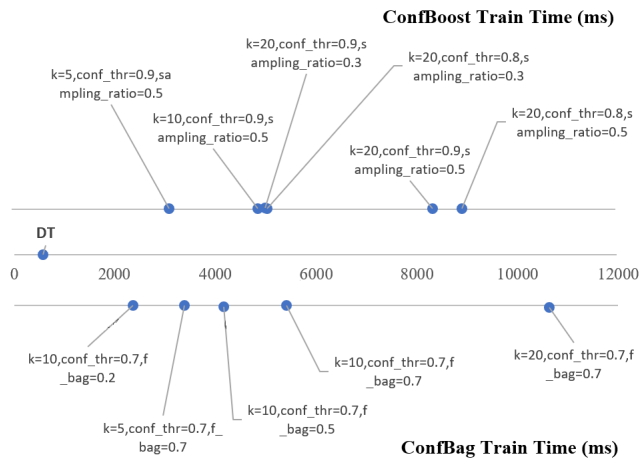 ConfBoost Train Time (ms)
k=20,conf_thr=0.9,s
ampling_ratio=0.3
k=20,conf_thr=0.8,s
ampling_ratio=0.3
k=5,conf_thr=0.9,sa
mpling_ratio=0.5
k=10,conf_thr=0.9,s
ampling_ratio=0.5
k=20,conf_thr=0.8,s
ampling_ratio=0.5
k=20,conf_thr=0.9,s
ampling_ratio=0.5
DT
0 2000 4000 6000 8000 10000 12000
k=10,conf_thr=0.7,f
_bag=0.2
k=10,conf_thr=0.7,f
_bag=0.7
k=20,conf_thr=0.7,f
_bag=0.7
k=5,conf_thr=0.7,f_
bag=0.7
k=10,conf_thr=0.7,f
_bag=0.5
ConfBag Train Time (ms)